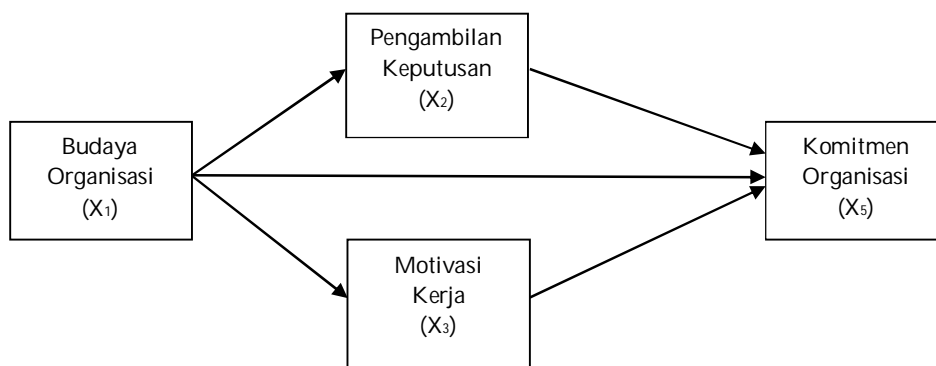 Pengambilan
Keputusan
(X2)
Budaya
Organisasi
(X1)
Komitmen
Organisasi
(X5)
Motivasi
Kerja
(X3)